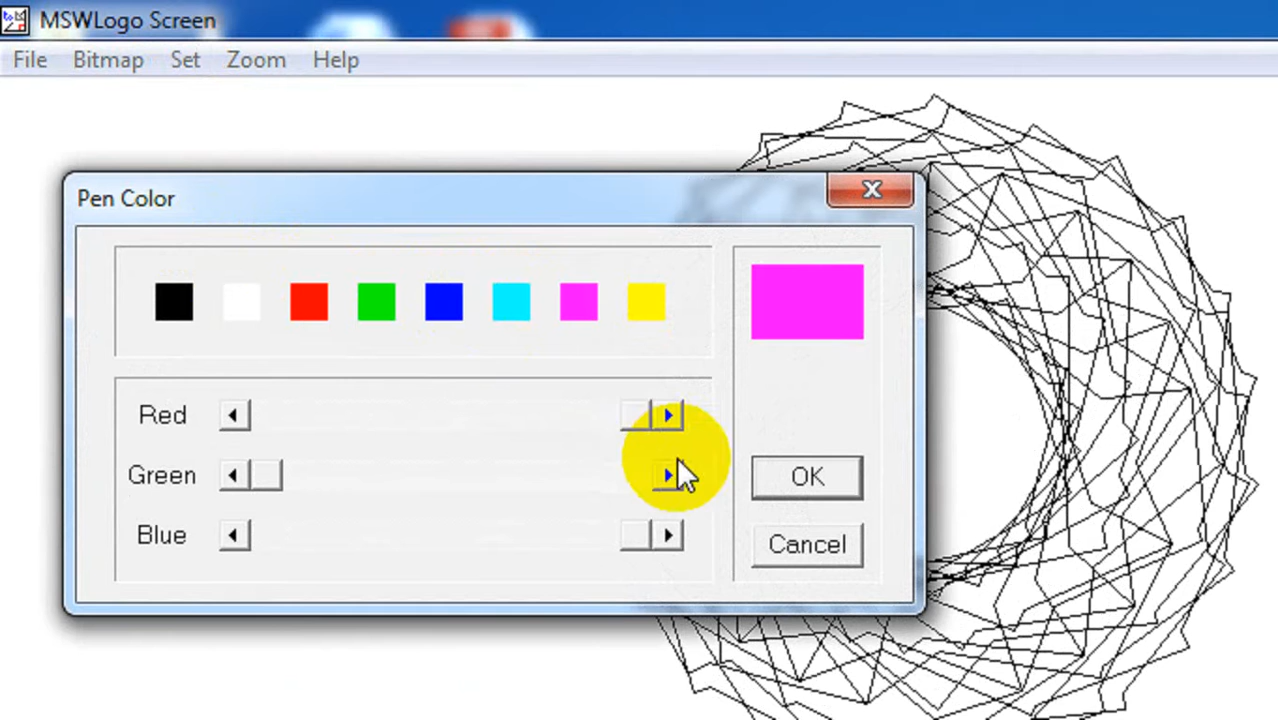 MSWLogo Screen
File Bitmap Set Zoom Help
Pen Color
Red
Green
Blue
OK
Cancel